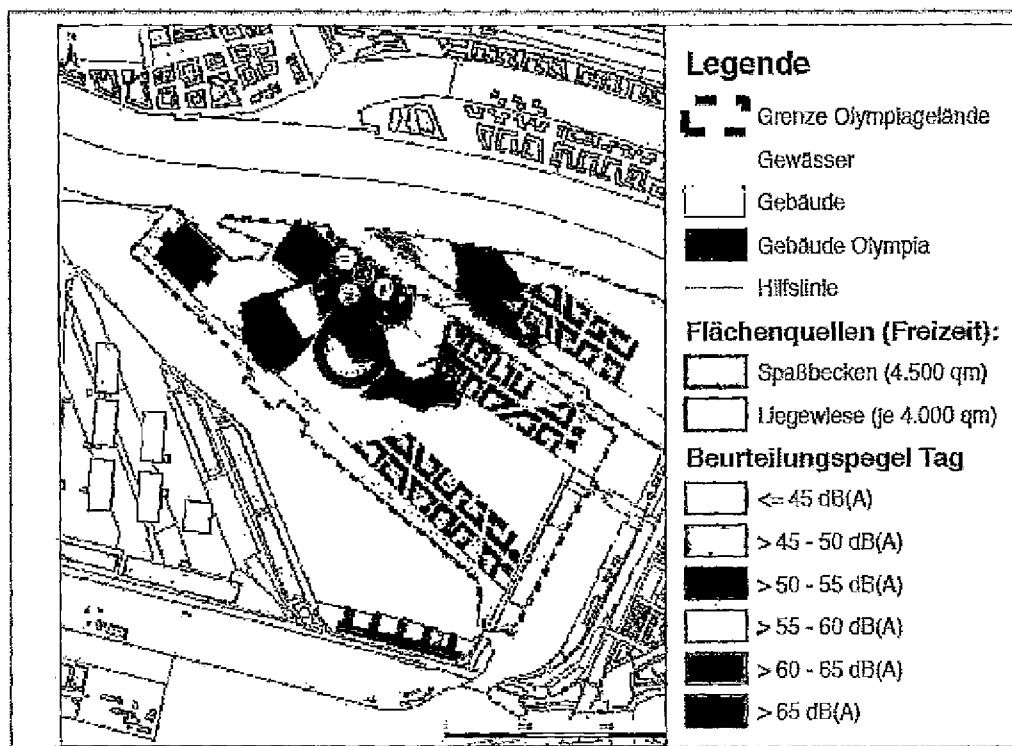 Legende
Grenze Olympiagelände
Gewässer
Gebäude
Gebäude Olympia
Hilfslinie
Flächenquellen (Freizeit):
Spaßbecken (4.500 qm)
Liegewiese (je 4.000 qm)
Beurteilungspegel Tag
<= 45 dB(A)
> 45 - 50 dB(A)
> 50 - 55 dB(A)
> 55 - 60 dB(A)
> 60 - 65 dB(A)
> 65 dB(A)